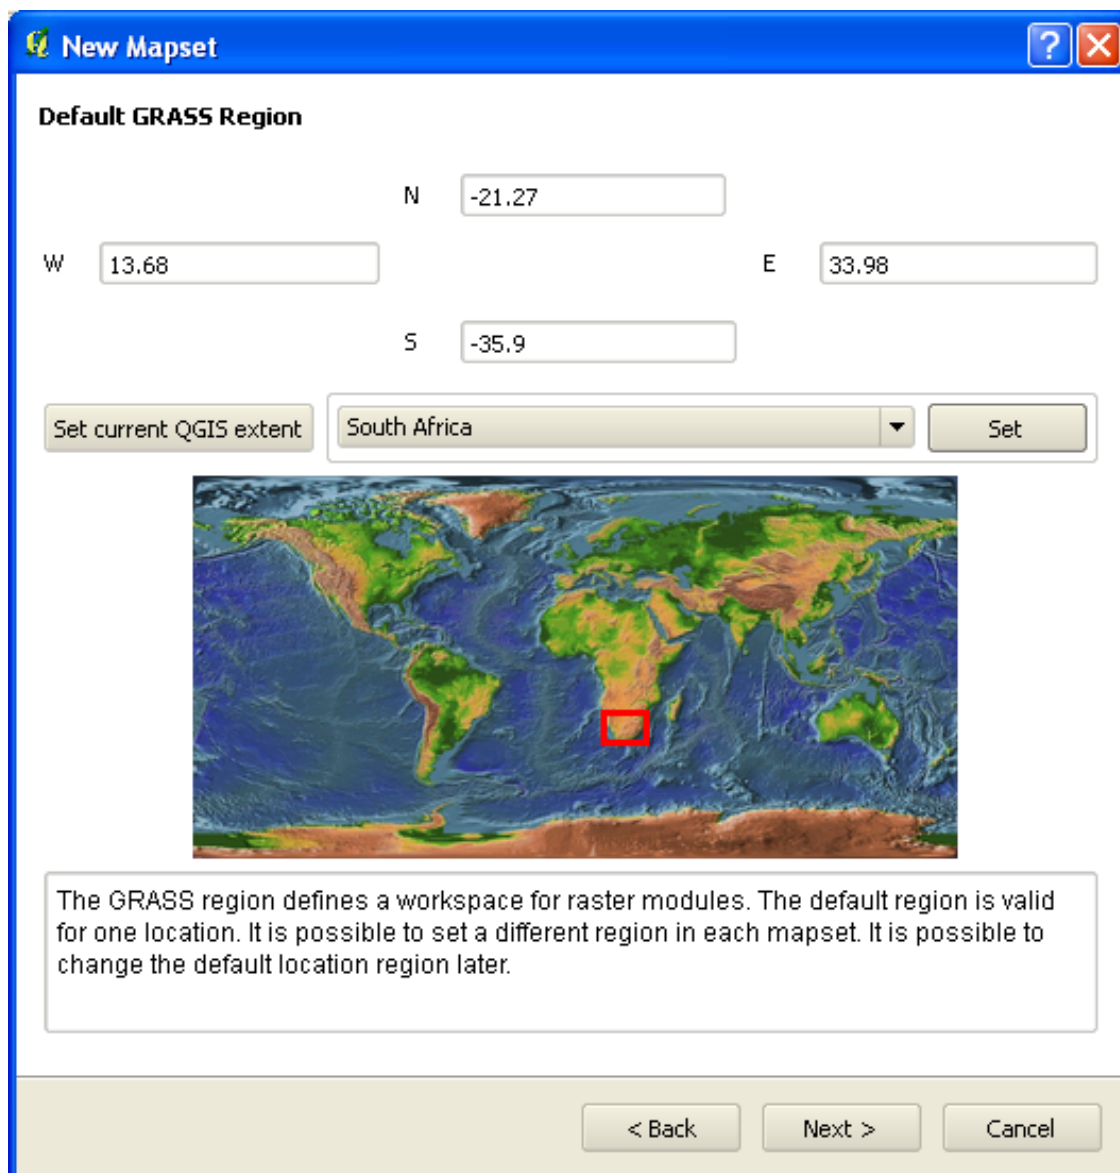 New Mapset
Default GRASS Region
N -21.27
W 13.68 E 33.98
S -35.9
Set current QGIS extent South Africa Set
The GRASS region defines a workspace for raster modules. The default region is valid
for one location. It is possible to set a different region in each mapset. It is possible to
change the default location region later.
< Back Next > Cancel